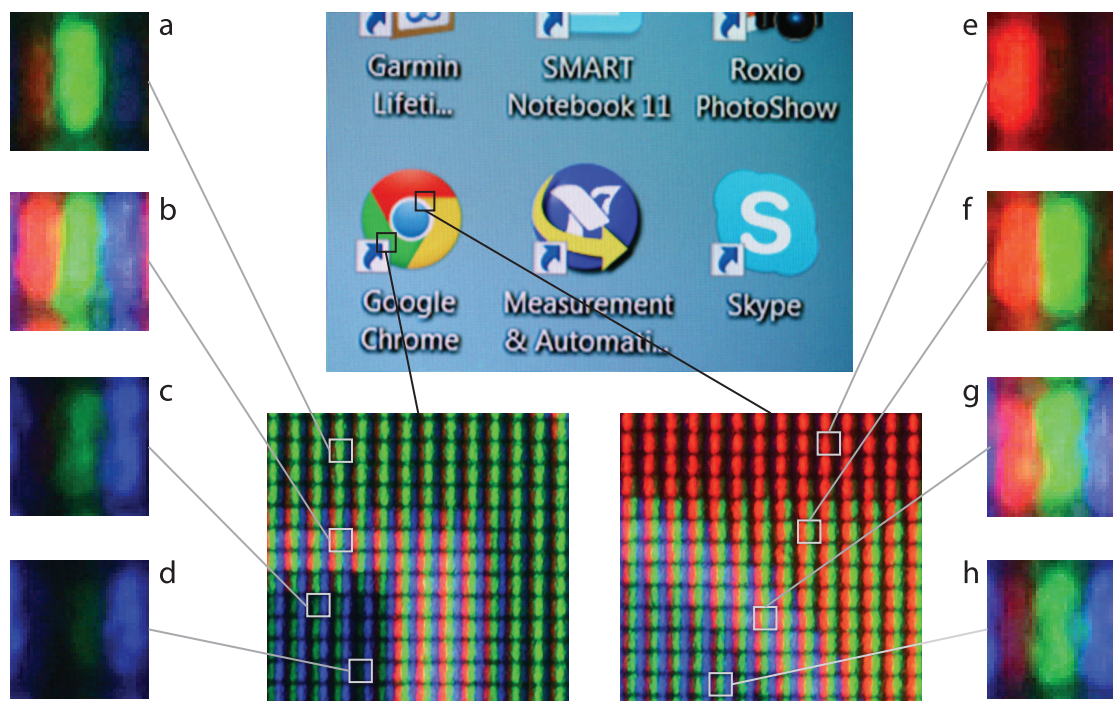 a
b
c
d
Garmin
Lifeti...
SMART
Notebook 11
Roxio
PhotoShow
S
Google
Chrome
Measurement
& Automati...
Skype
e
f
g
h